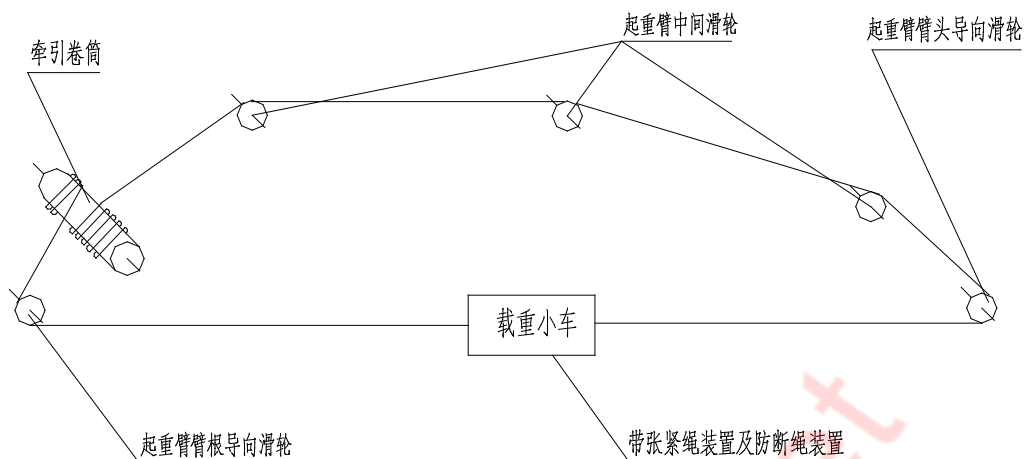 起重臂中间滑轮
起重臂臂头导向滑轮
牵引卷筒
载重小车
起重臂臂根导向滑轮
带张紧绳装置及防断绳装置